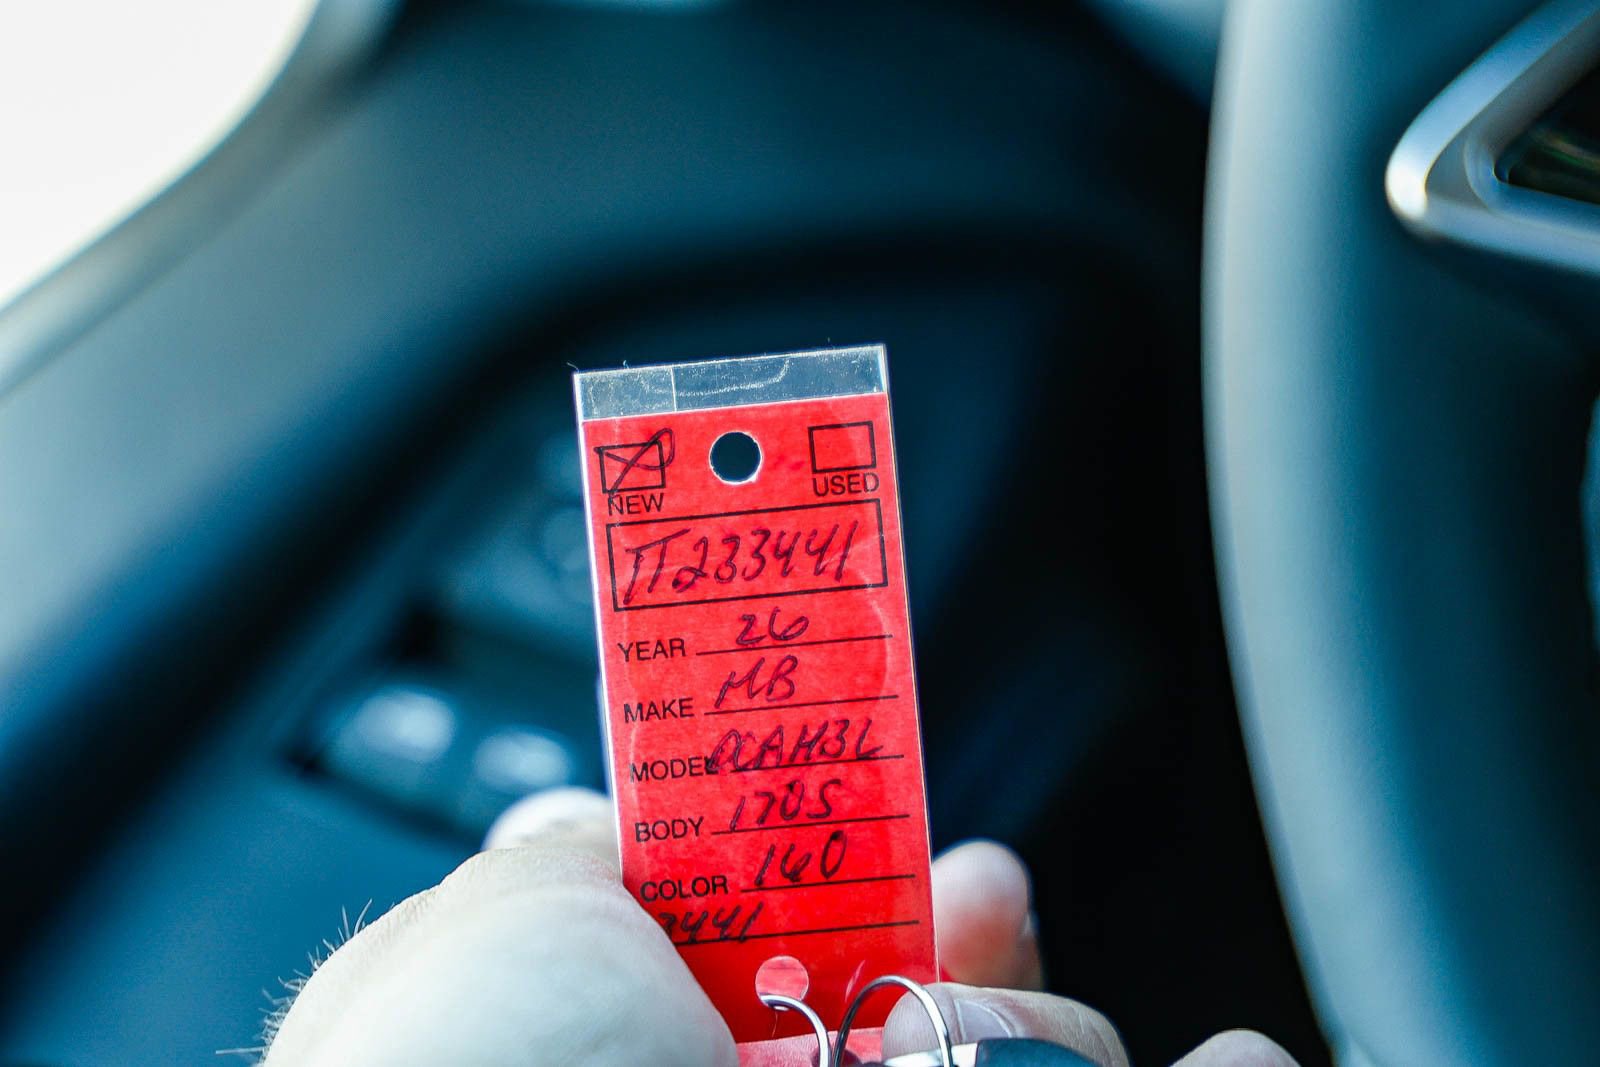 NEW USED
TT233441
YEAR 26
MAKE MB
MODEL
BODY 170S
COLOR 160
3441